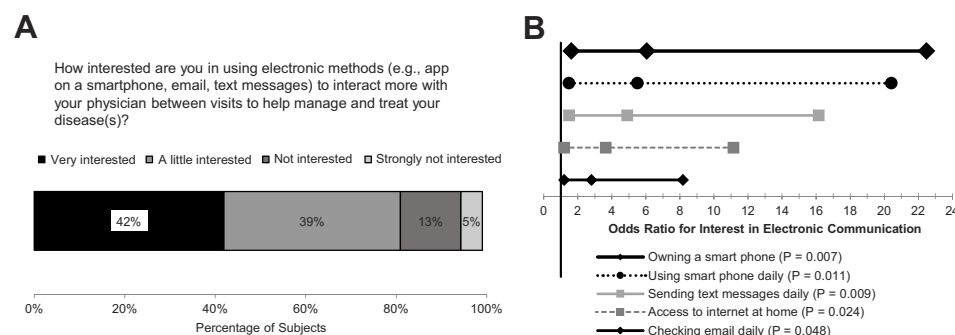 A
How interested are you in using electronic methods (e.g., app
on a smartphone, email, text messages) to interact more with
your physician between visits to help manage and treat your
disease(s)?
Very interested A little interested Not interested Strongly not interested
42% 39% 13% 5%
0% 20% 40% 60% 80% 100%
Percentage of Subjects
B
0 2 4 6 8 10 12 14 16 18 20 22 24
Odds Ratio for Interest in Electronic Communication
Owning a smart phone (P = 0.007)
Using smart phone daily (P = 0.011)
Sending text messages daily (P = 0.009)
Access to internet at home (P = 0.024)
Checking email daily (P = 0.048)